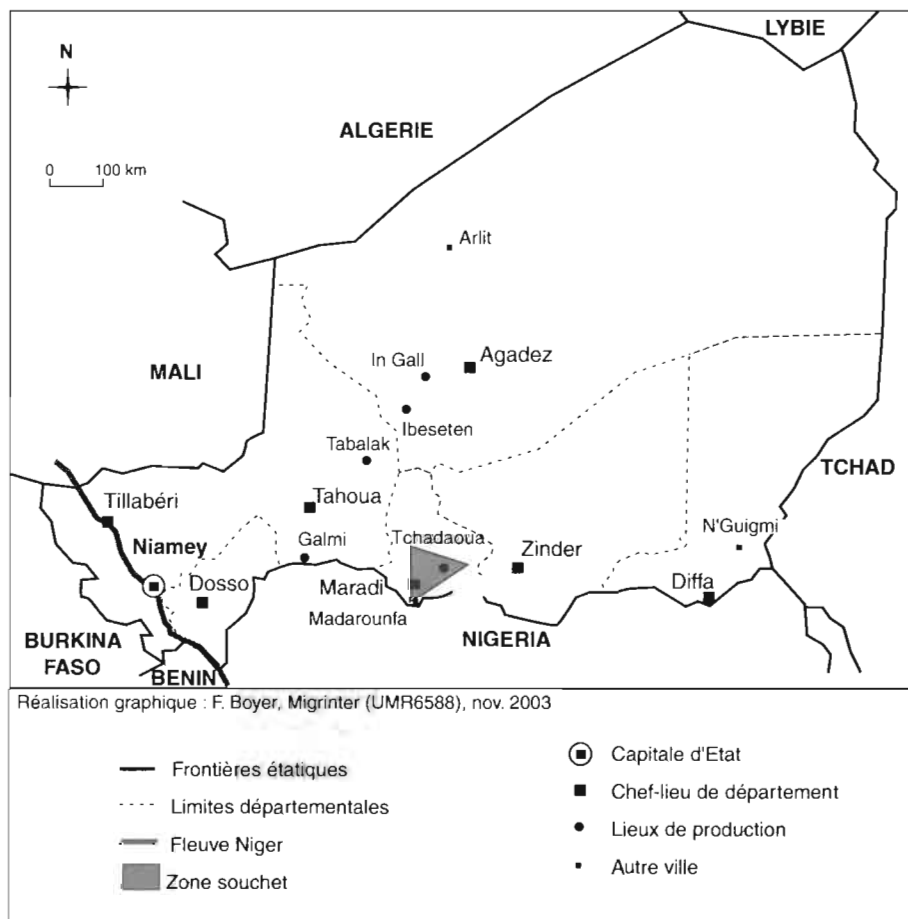 LYBIE
N
ALGERIE
0 100 km
Arlit
In Gall
Agadez
MALI
Ibeseten
Tabalak
TCHAD
Tillabéri
Tahoua
N'Guigmi
Niamey
Galmi
Tchadaoua
Zinder
Dosso
Maradi
Diffa
Madarounfa
BURKINA
FASO
NIGERIA
BENIN
Réalisation graphique : F. Boyer, Migrinter (UMR6588), nov. 2003
Frontières étatiques
Limites départementales
Fleuve Niger
Zone souchet
Capitale d'Etat
Chef-lieu de département
Lieux de production
Autre ville